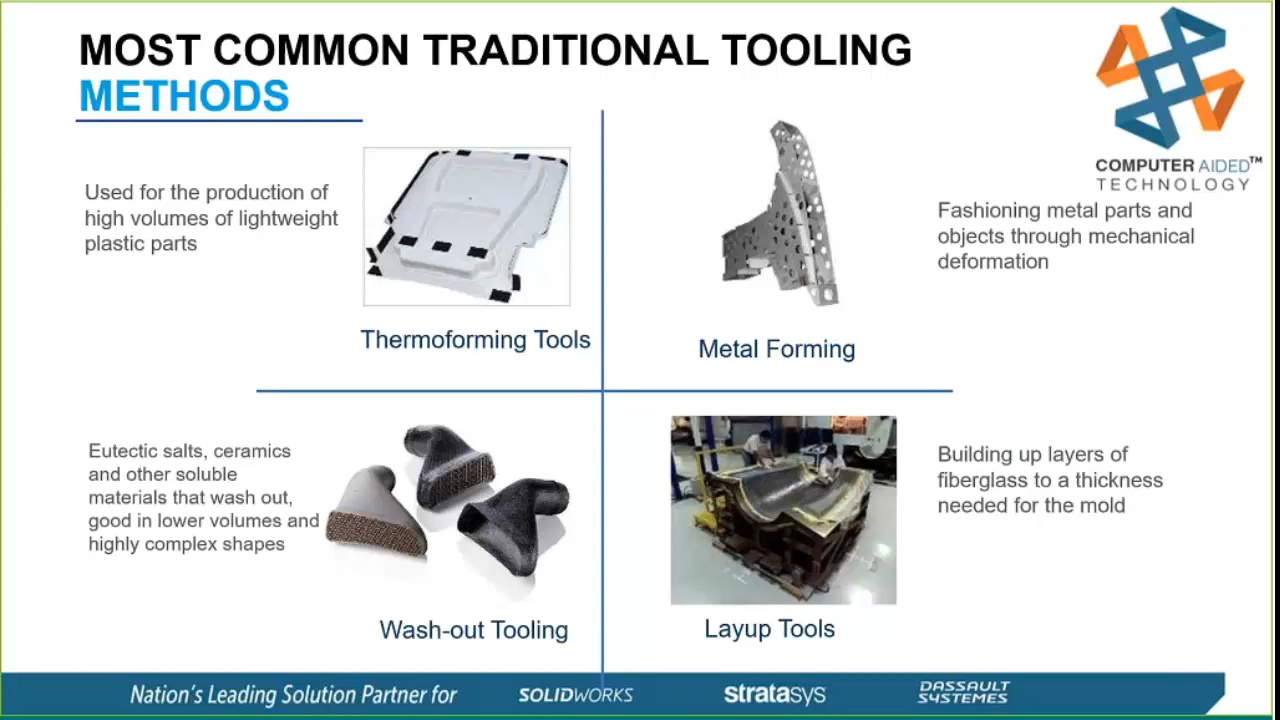 MOST COMMON TRADITIONAL TOOLING
METHODS
COMPUTER AIDED™
TECHNOLOGY
Used for the production of
high volumes of lightweight
plastic parts
Thermoforming Tools
Fashioning metal parts and
objects through mechanical
deformation
Metal Forming
Eutectic salts, ceramics
and other soluble
materials that wash out,
good in lower volumes and
highly complex shapes
Wash-out Tooling
Building up layers of
fiberglass to a thickness
needed for the mold
Layup Tools
Nation's Leading Solution Partner for
SOLIDWORKS
stratasys
DASSAULT
SYSTEMES